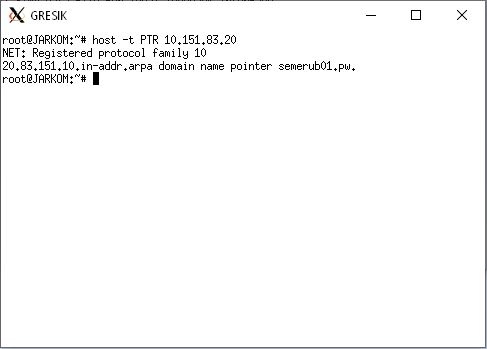 GRESIK
root@JARKOM:~# host -t PTR 10.151.83.20
NET: Registered protocol family 10
20.83.151.10.in-addr.arpa domain name pointer semerub01.pw.
root@JARKOM:~#